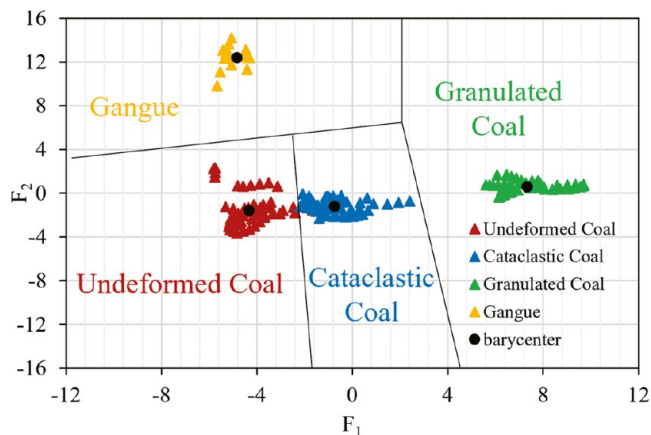 16
12
8
4
0
-4
-8
-12
-16
F2
Gangue
Granulated
Coal
Undeformed Coal
Cataclastic
Coal
Undeformed Coal
Cataclastic Coal
Granulated Coal
Gangue
barycenter
-12
-8
-4
0
4
8
12
F1